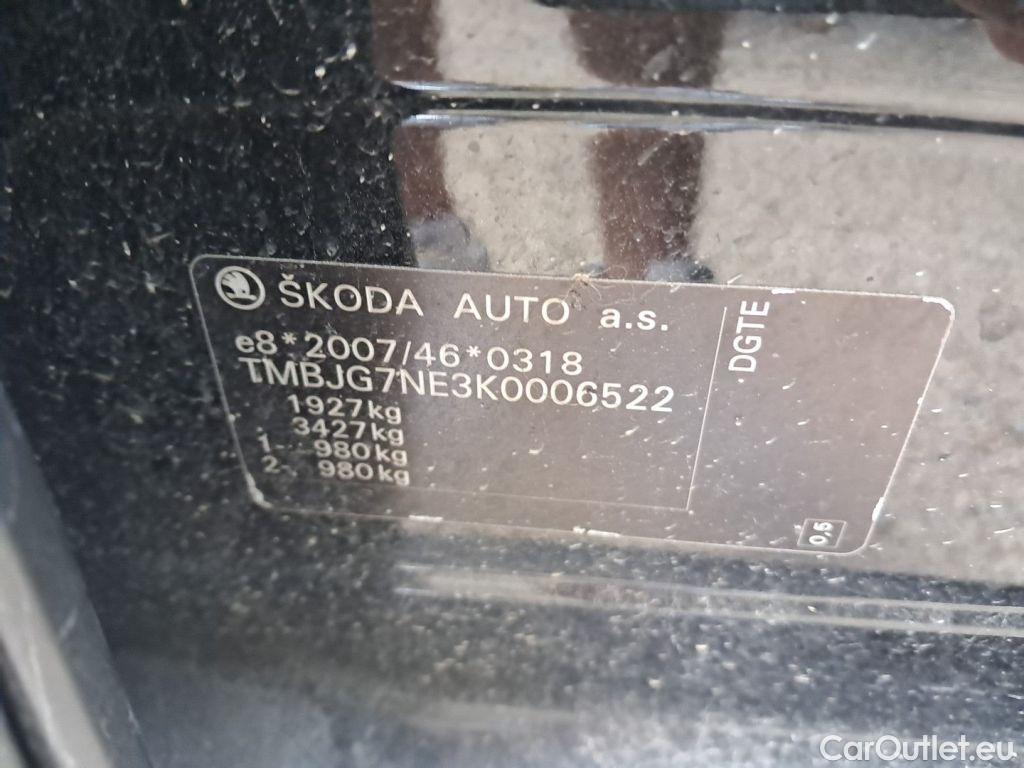 ŠKODA AUTO a.s.
e8*2007/46*0318
TMBJG7NE3K0006522
1927kg
3427kg
1- 980kg
2- 980kg
DGTE
0,5
CarOutlet.eu